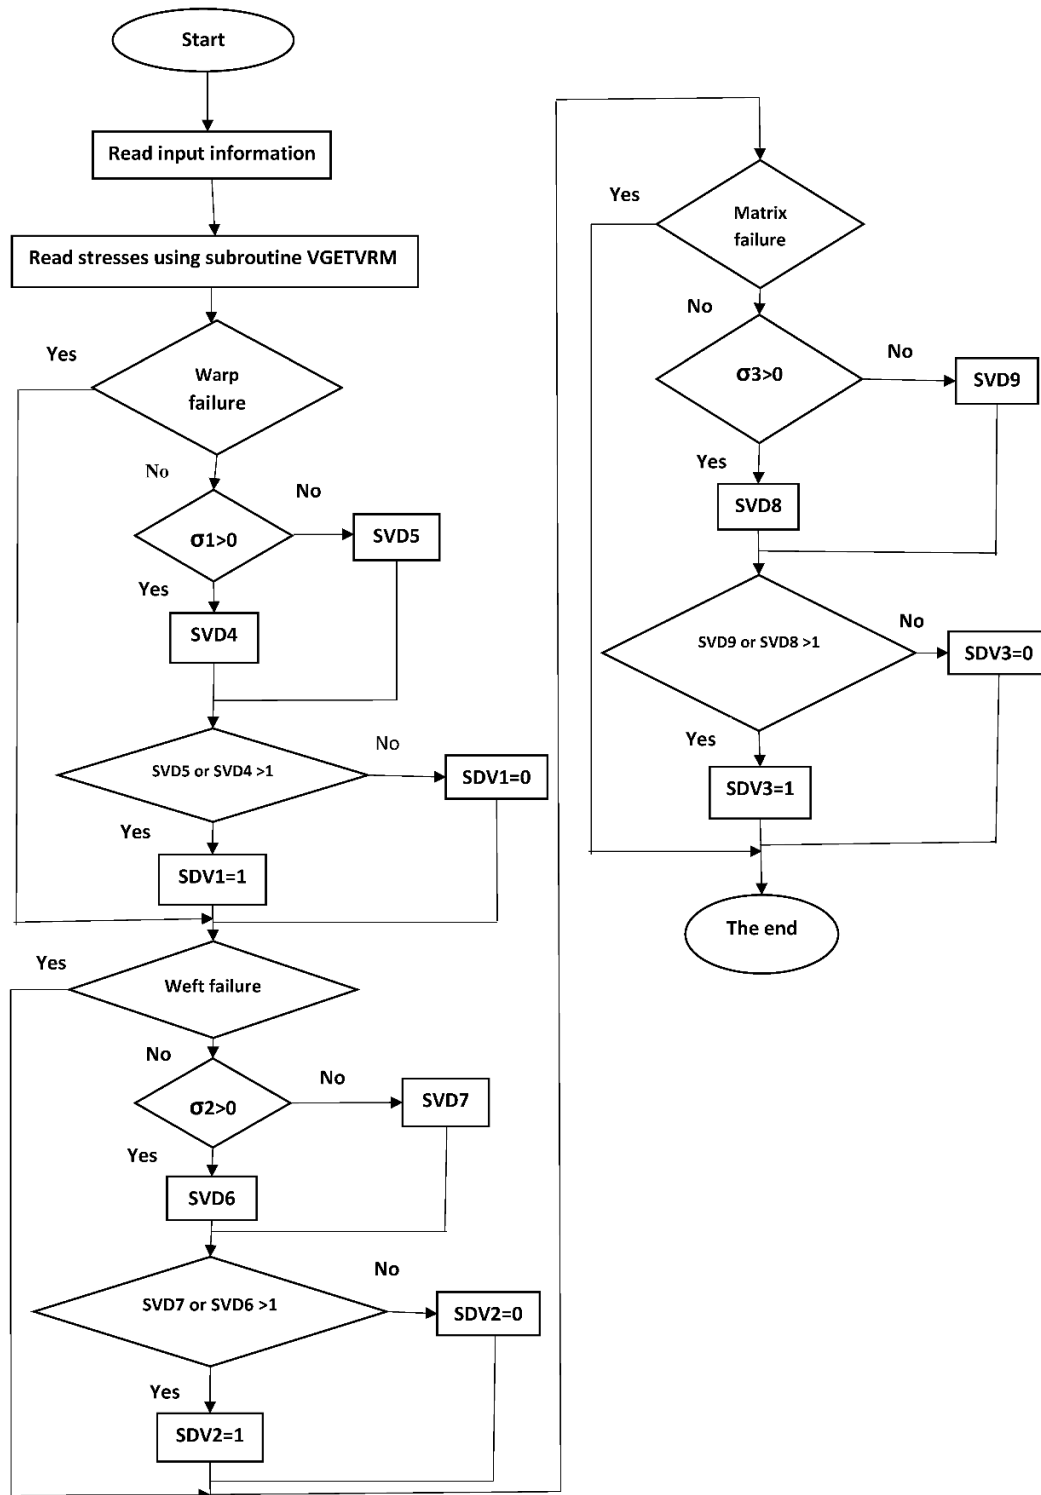 Start
Read input information
Read stresses using subroutine VGETVRM
Yes
Warp
failure
No
No
σ1>0
SVD5
Yes
SVD4
No
SVD5 or SVD4 >1
SDV1=0
Yes
SDV1=1
Yes
Weft failure
No
No
σ2>0
SVD7
Yes
SVD6
No
SVD7 or SVD6 >1
SDV2=0
Yes
SDV2=1
Yes
Matrix
failure
No
No
σ3>0
SVD9
Yes
SVD8
No
SVD9 or SVD8 >1
SDV3=0
Yes
SDV3=1
The end